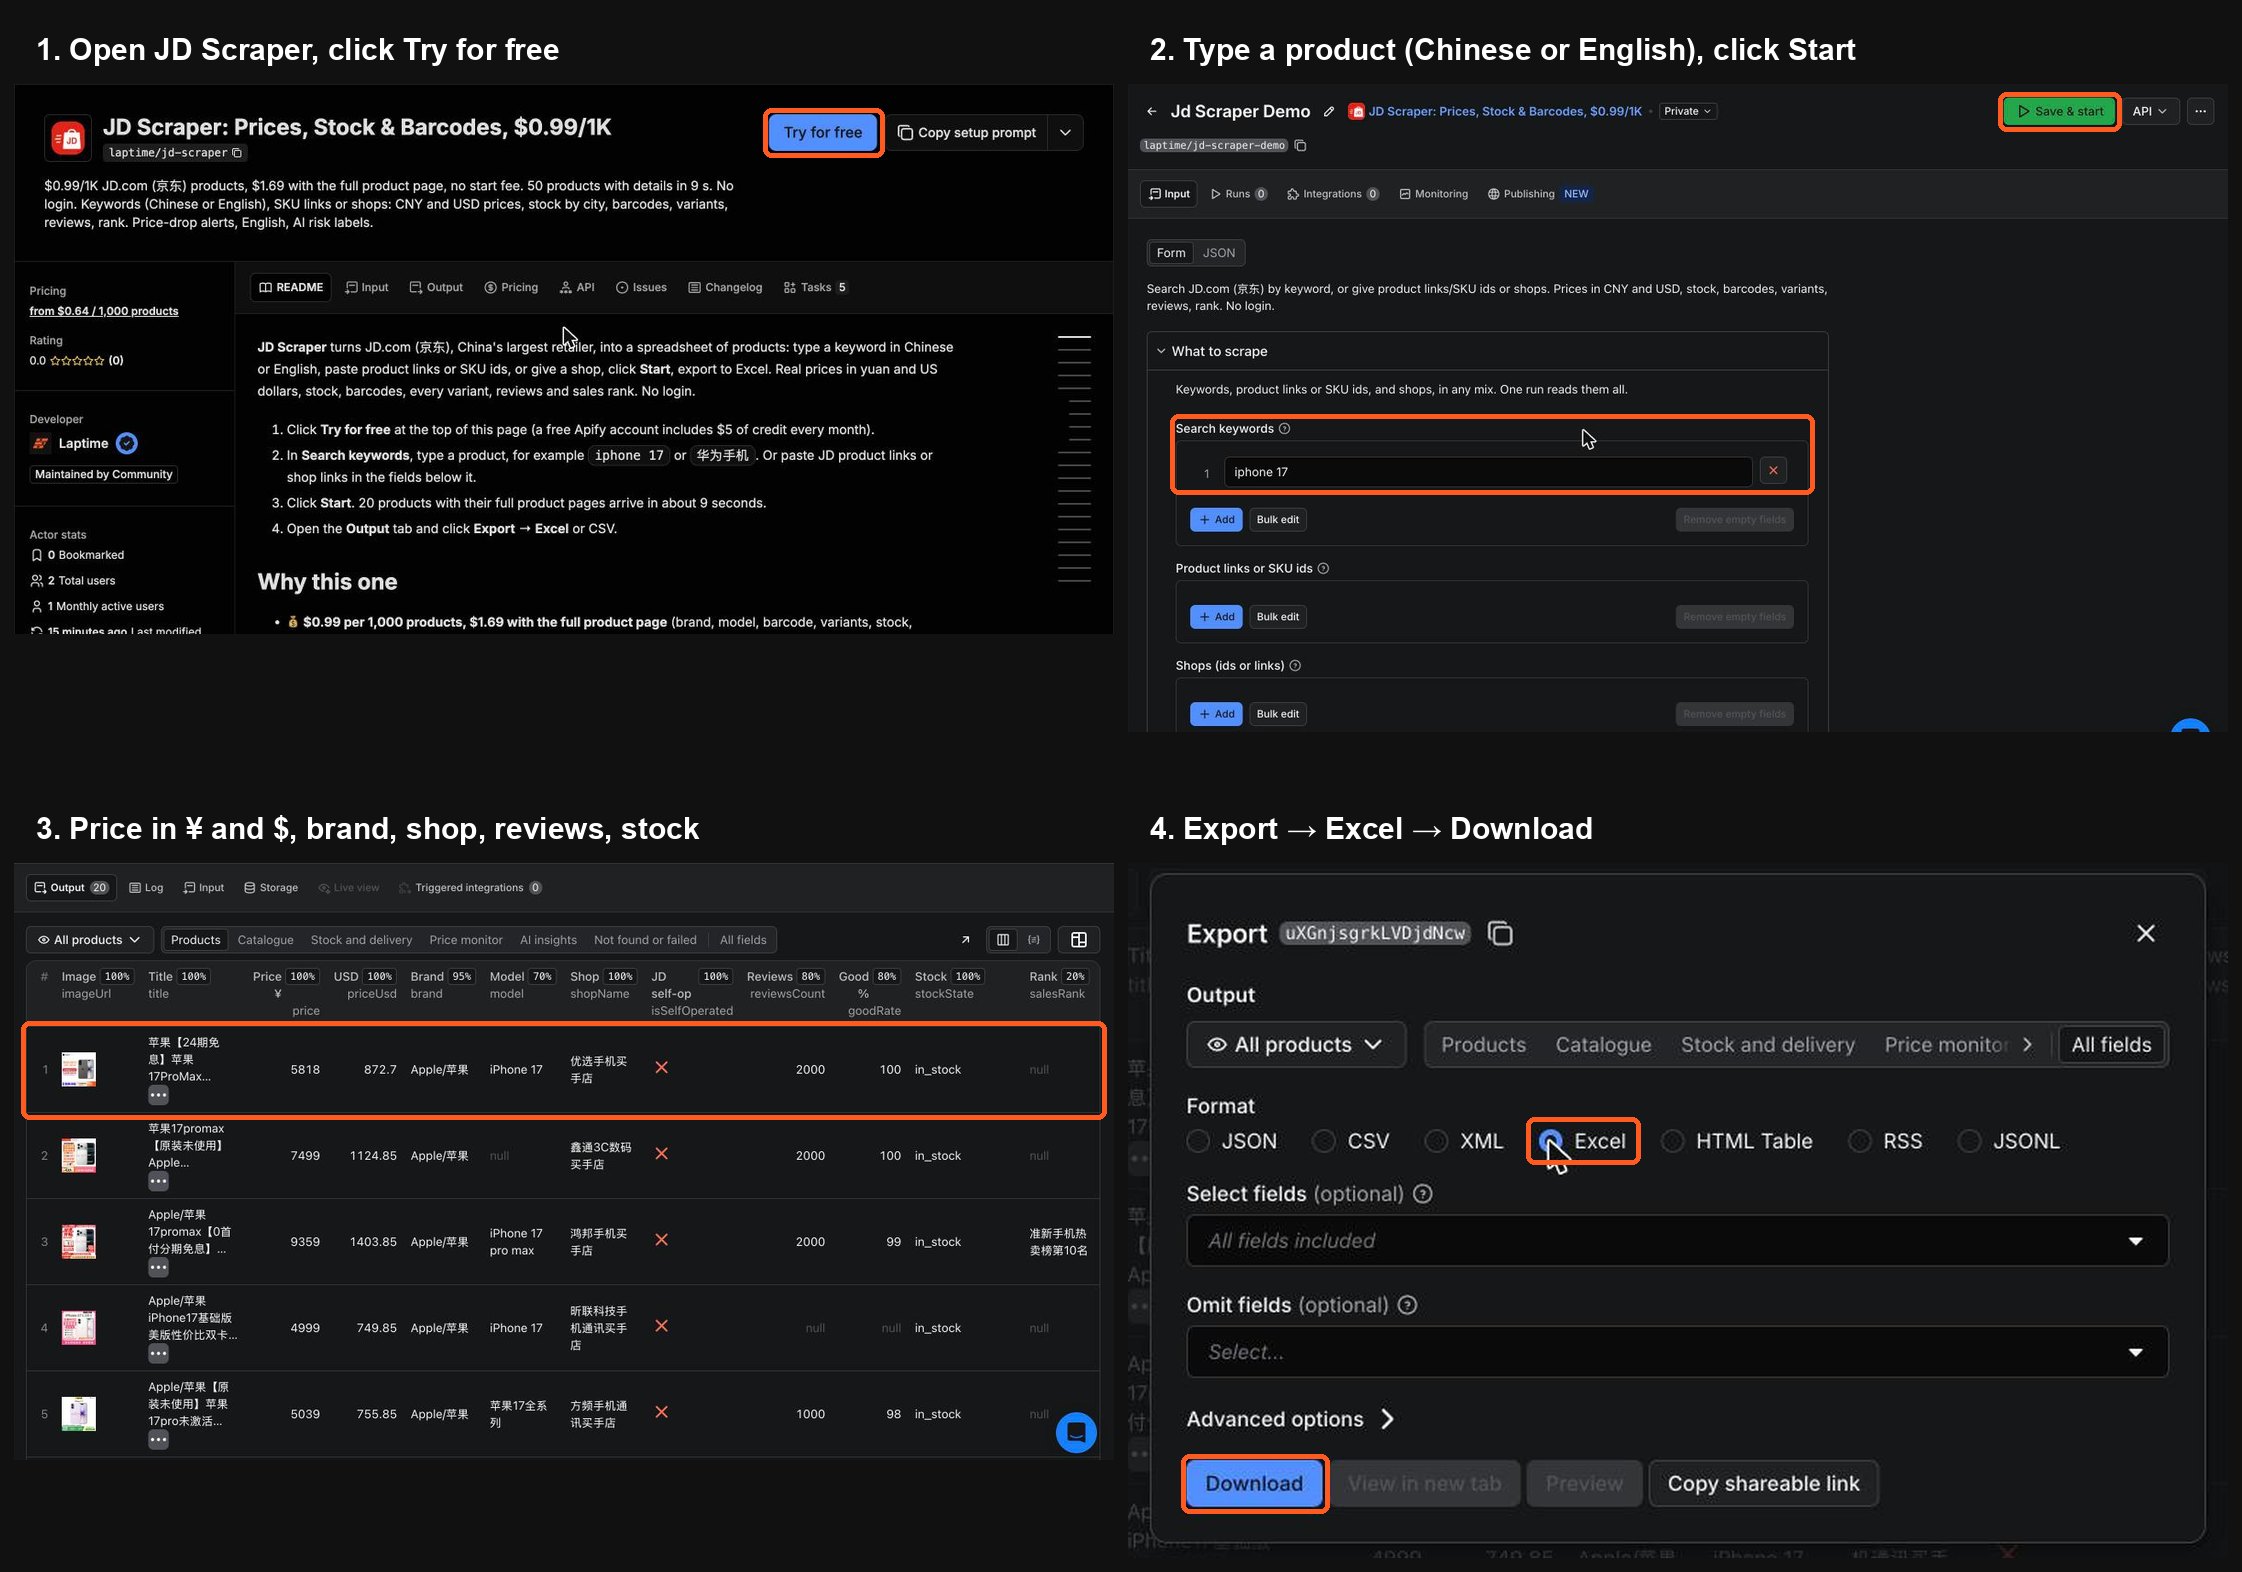 1. Open JD Scraper, click Try for free
JD Scraper: Prices, Stock & Barcodes, $0.99/1K
laptime/jd-scraper
Try for free
Copy setup prompt
$0.99/1K JD.com (京东) products, $1.69 with the full product page, no start fee. 50 products with details in 9 s. No
login. Keywords (Chinese or English), SKU links or shops: CNY and USD prices, stock by city, barcodes, variants,
reviews, rank. Price-drop alerts, English, AI risk labels.
Pricing
from $0.64 / 1,000 products
Rating
0.0 (0)
Developer
Laptime
Maintained by Community
Actor stats
0 Bookmarked
2 Total users
1 Monthly active users
15 minutes ago Last modified
README Input Output Pricing API Issues Changelog Tasks 5
JD Scraper turns JD.com (京东), China's largest retailer, into a spreadsheet of products: type a keyword in Chinese
or English, paste product links or SKU ids, or give a shop, click Start, export to Excel. Real prices in yuan and US
dollars, stock, barcodes, every variant, reviews and sales rank. No login.
1. Click Try for free at the top of this page (a free Apify account includes $5 of credit every month).
2. In Search keywords, type a product, for example iphone 17 or 华为手机. Or paste JD product links or
shop links in the fields below it.
3. Click Start. 20 products with their full product pages arrive in about 9 seconds.
4. Open the Output tab and click Export → Excel or CSV.
Why this one
• $0.99 per 1,000 products, $1.69 with the full product page (brand, model, barcode, variants, stock,
2. Type a product (Chinese or English), click Start
Jd Scraper Demo JD Scraper: Prices, Stock & Barcodes, $0.99/1K Private
Save & start API
laptime/jd-scraper-demo
Input Runs 0 Integrations 0 Monitoring Publishing NEW
Form JSON
Search JD.com (京东) by keyword, or give product links/SKU ids or shops. Prices in CNY and USD, stock, barcodes, variants,
reviews, rank. No login.
What to scrape
Keywords, product links or SKU ids, and shops, in any mix. One run reads them all.
Search keywords
1 iphone 17
+ Add Bulk edit Remove empty fields
Product links or SKU ids
+ Add Bulk edit Remove empty fields
Shops (ids or links)
+ Add Bulk edit Remove empty fields
3. Price in ¥ and $, brand, shop, reviews, stock
Output 20 Log Input Storage Live view Triggered integrations 0
All products Products Catalogue Stock and delivery Price monitor AI insights Not found or failed All fields
# Image 100% Title 100% Price 100% USD 100% Brand 95% Model 70% Shop 100% JD 100% Reviews 80% Good 80% Stock 100% Rank 20%
imageUrl title ¥ priceUsd brand model shopName self-op reviewsCount % stockState salesRank
price isSelfOperated goodRate
1 苹果【24期免
息】苹果
17ProMax...
5818 872.7 Apple/苹果 iPhone 17 优选手机买
手店
2000 100 in_stock null
2 苹果17promax
【原装未使用】
Apple...
7499 1124.85 Apple/苹果 null 鑫通3C数码
买手店
2000 100 in_stock null
3 Apple/苹果
17promax【0首
付分期免息】...
9359 1403.85 Apple/苹果 iPhone 17
pro max
鸿邦手机买
手店
2000 99 in_stock 准新手机热
卖榜第10名
4 Apple/苹果
iPhone17基础版
美版性价比双卡...
4999 749.85 Apple/苹果 iPhone 17 昕联科技手
机通讯买手
店
null null in_stock null
5 Apple/苹果【原
装未使用】苹果
17pro未激活...
5039 755.85 Apple/苹果 苹果17全系
列
方频手机通
讯买手店
1000 98 in_stock null
4. Export → Excel → Download
Export uXGnjsgrkLVDjdNcw
Output
All products Products Catalogue Stock and delivery Price monitor All fields
Format
JSON CSV XML Excel HTML Table RSS JSONL
Select fields (optional)
All fields included
Omit fields (optional)
Select...
Advanced options
Download View in new tab Preview Copy shareable link